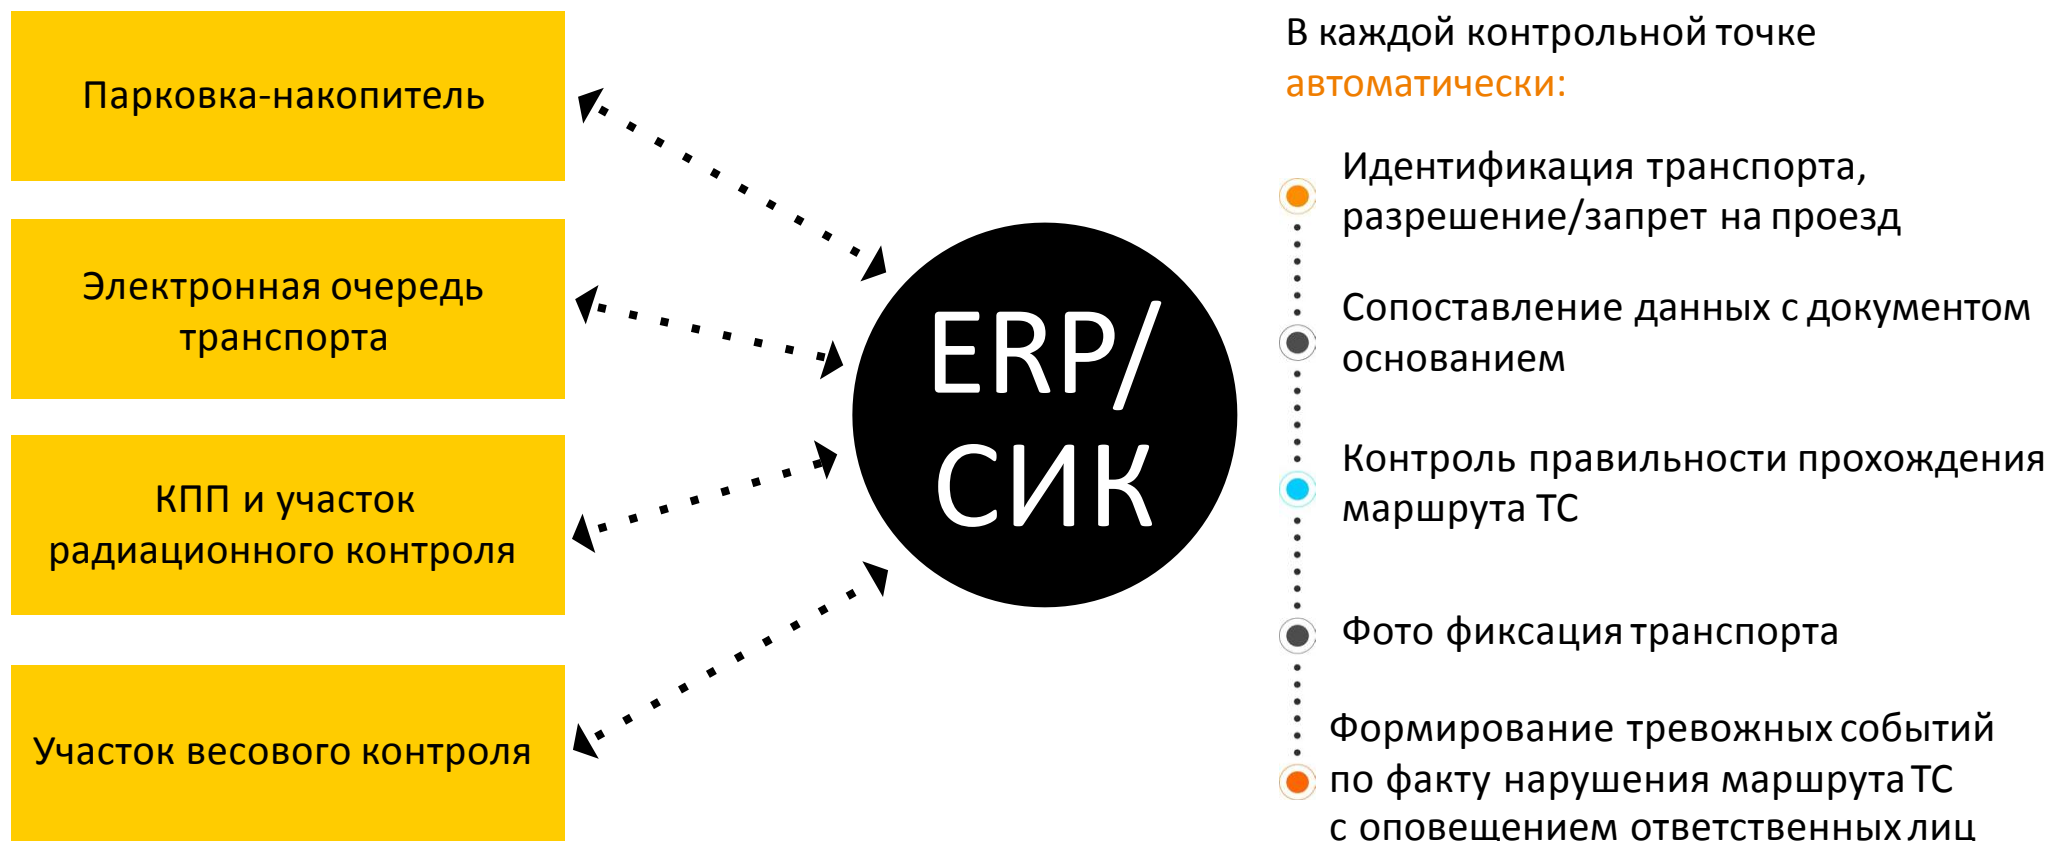 Парковка-накопитель
Электронная очередь
транспорта
КПП и участок
радиационного контроля
Участок весового контроля
ERP/
СИК
В каждой контрольной точке
автоматически:
Идентификация транспорта,
разрешение/запрет на проезд
Сопоставление данных с документом
основанием
Контроль правильности прохождения
маршрута ТС
Фото фиксация транспорта
Формирование тревожных событий
по факту нарушения маршрута ТС
с оповещением ответственных лиц